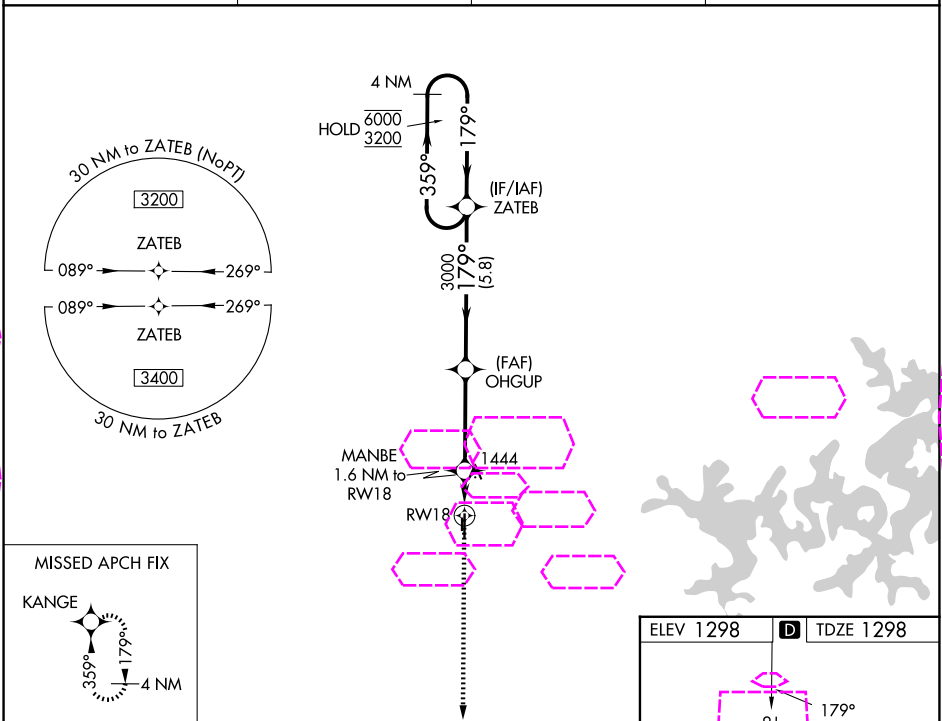 4 NM
HOLD 6000
3200
179°
359°
(IF/IAF)
ZATEB
30 NM to ZATEB (NoPT)
3200
ZATEB
089°
269°
089°
269°
ZATEB
3400
30 NM to ZATEB
3000
179°
(5.8)
(FAF)
OHGUP
MANBE
1.6 NM to
RW18
1444
RW18
MISSED APCH FIX
KANGE
359°
179°
4 NM
ELEV 1298
D
TDZE 1298
179°